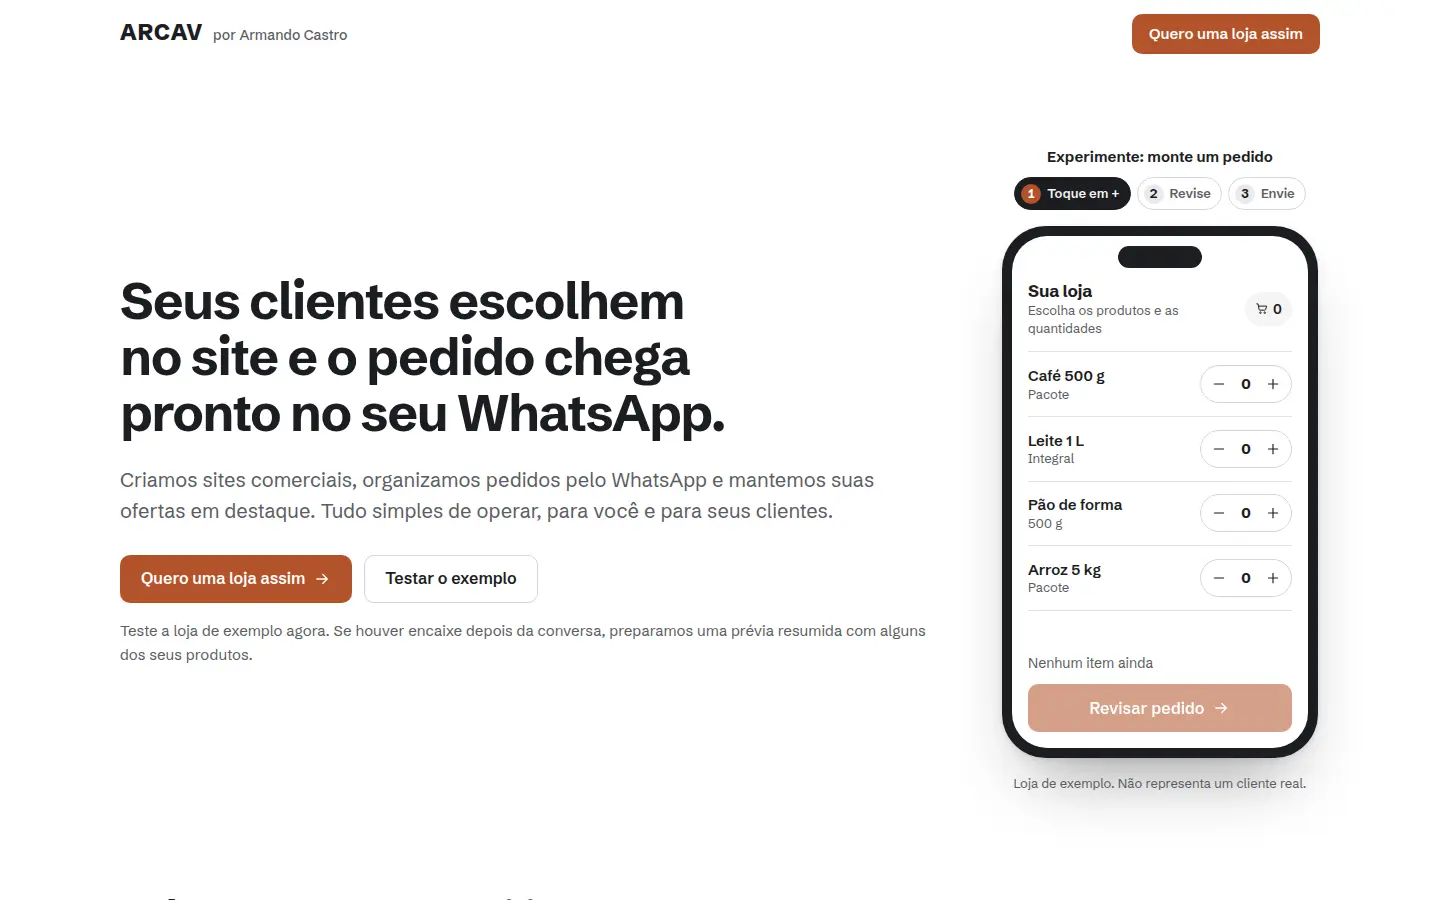 ARCAV por Armando Castro
Quero uma loja assim
Seus clientes escolhem
no site e o pedido chega
pronto no seu WhatsApp.
Criamos sites comerciais, organizamos pedidos pelo WhatsApp e mantemos suas
ofertas em destaque. Tudo simples de operar, para você e para seus clientes.
Quero uma loja assim →
Testar o exemplo
Teste a loja de exemplo agora. Se houver encaixe depois da conversa, preparamos uma prévia resumida com alguns
dos seus produtos.
Experimente: monte um pedido
1 Toque em + 2 Revise 3 Envie
Sua loja
Escolha os produtos e as
quantidades
0
Café 500 g
Pacote
− 0 +
Leite 1 L
Integral
− 0 +
Pão de forma
500 g
− 0 +
Arroz 5 kg
Pacote
− 0 +
Nenhum item ainda
Revisar pedido →
Loja de exemplo. Não representa um cliente real.